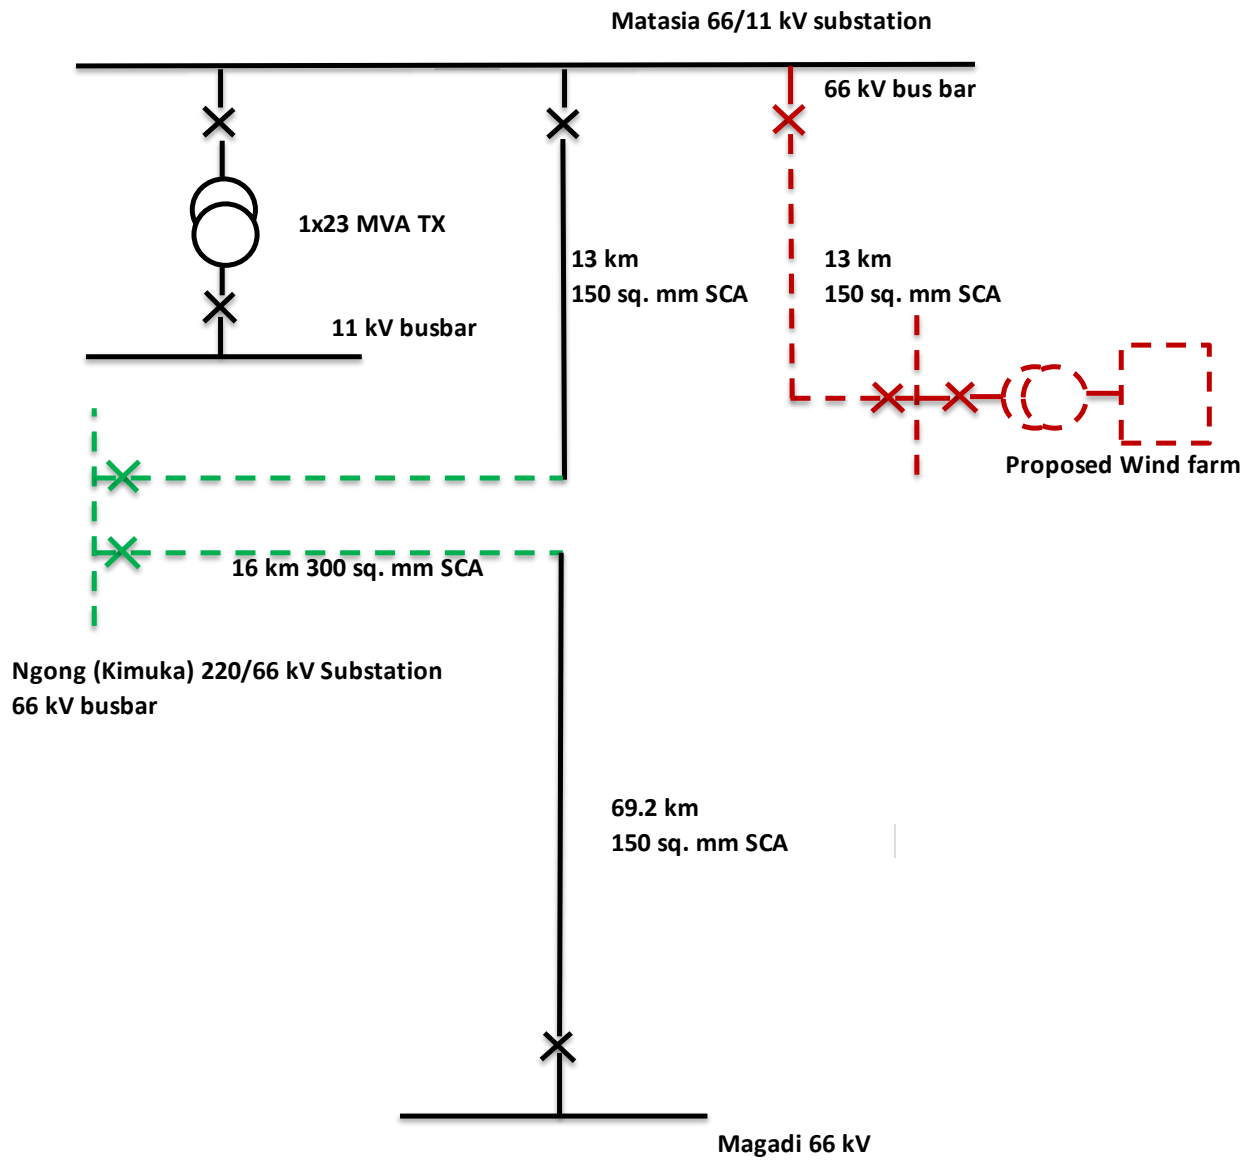 Matasia 66/11 kV substation
66 kV bus bar
1x23 MVA TX
13 km
150 sq. mm SCA
13 km
150 sq. mm SCA
11 kV busbar
Proposed Wind farm
16 km 300 sq. mm SCA
Ngong (Kimuka) 220/66 kV Substation
66 kV busbar
69.2 km
150 sq. mm SCA
Magadi 66 kV